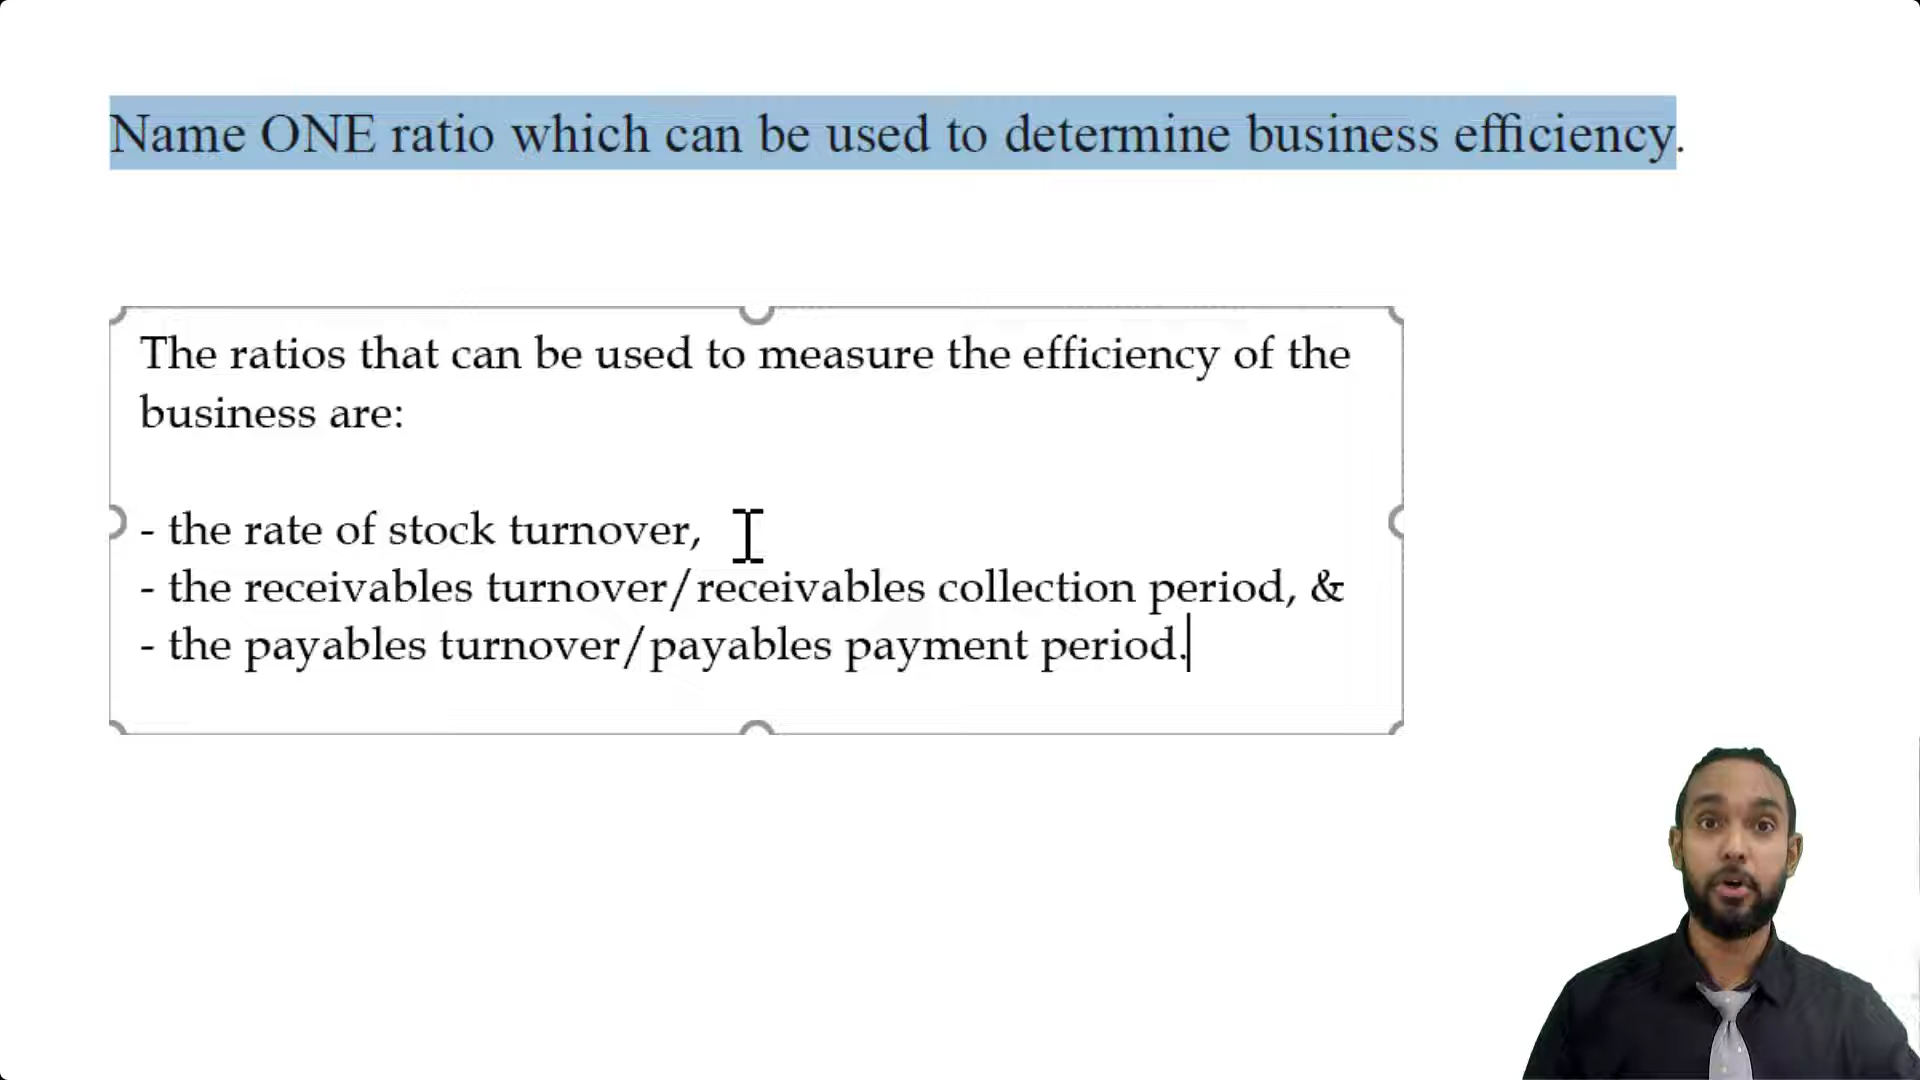 Name ONE ratio which can be used to determine business efficiency.
The ratios that can be used to measure the efficiency of the
business are:
- the rate of stock turnover,
- the receivables turnover/receivables collection period, &
- the payables turnover/payables payment period.